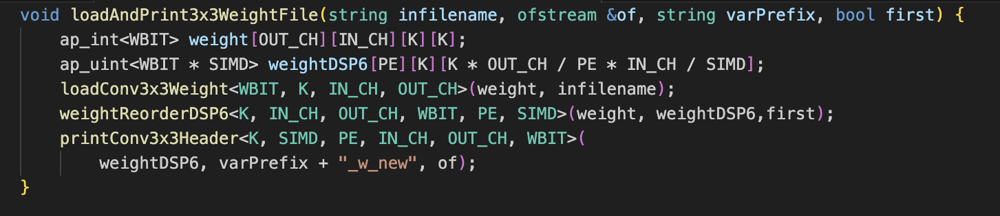 void loadAndPrint3x3WeightFile(string infilename, ofstream &of, string varPrefix, bool first) {
    ap_int<WBIT> weight[OUT_CH][IN_CH][K][K];
    ap_uint<WBIT * SIMD> weightDSP6[PE][K][K * OUT_CH / PE * IN_CH / SIMD];
    loadConv3x3Weight<WBIT, K, IN_CH, OUT_CH>(weight, infilename);
    weightReorderDSP6<K, IN_CH, OUT_CH, WBIT, PE, SIMD>(weight, weightDSP6,first);
    printConv3x3Header<K, SIMD, PE, IN_CH, OUT_CH, WBIT>(
        weightDSP6, varPrefix + "_w_new", of);
}